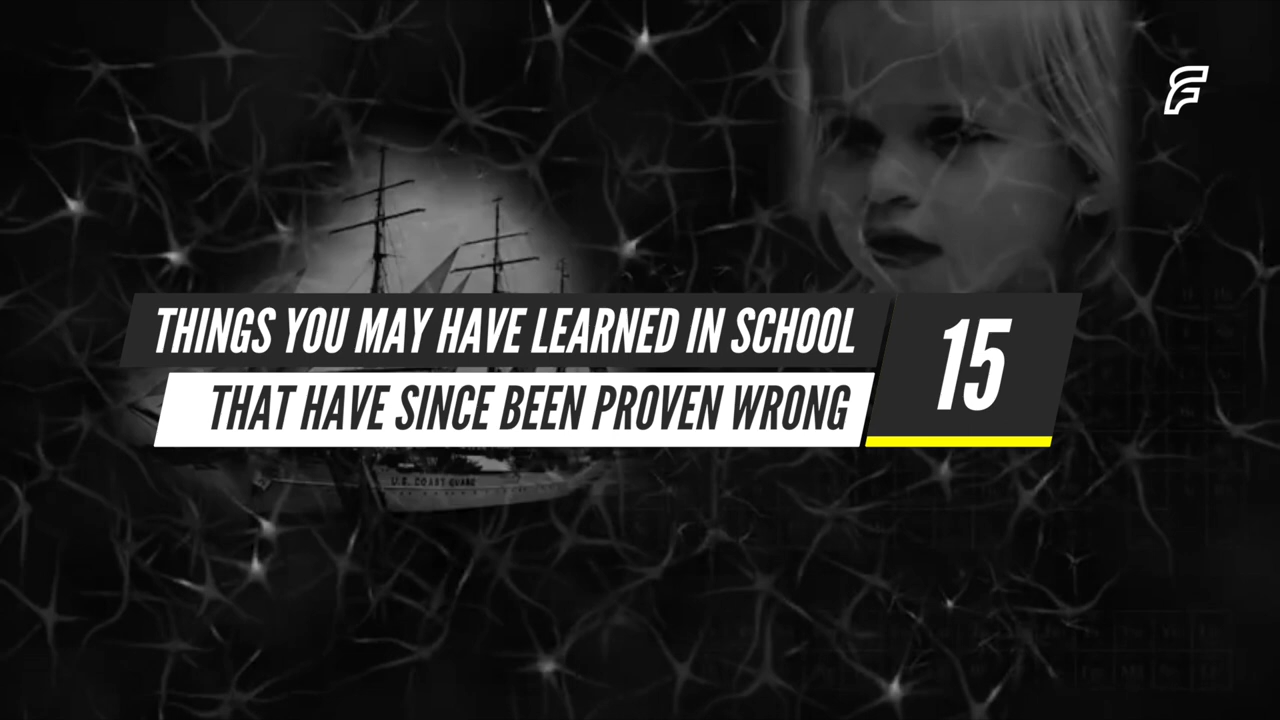 THINGS YOU MAY HAVE LEARNED IN SCHOOL
THAT HAVE SINCE BEEN PROVEN WRONG
15
U.S. COAST GUARD